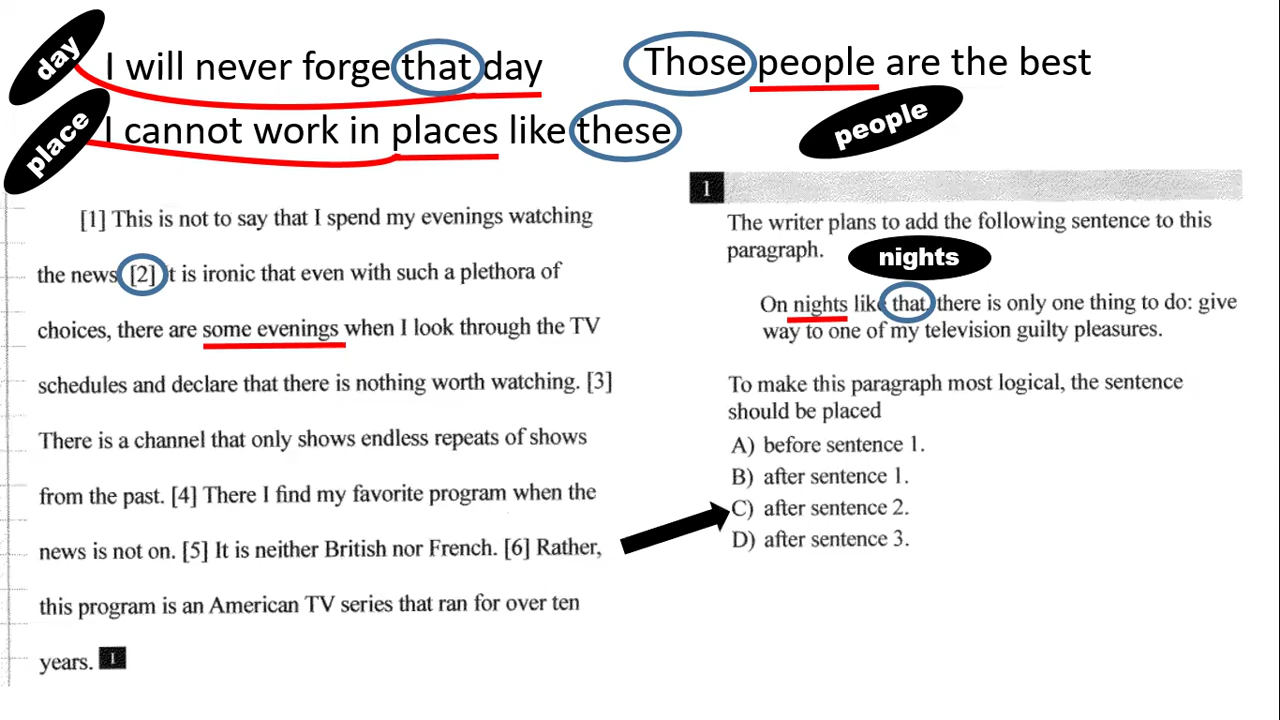 day
I will never forge that day
Those people are the best
place
I cannot work in places like these
people
[1] This is not to say that I spend my evenings watching
the news [2] t is ironic that even with such a plethora of
choices, there are some evenings when I look through the TV
schedules and declare that there is nothing worth watching. [3]
There is a channel that only shows endless repeats of shows
from the past. [4] There I find my favorite program when the
news is not on. [5] It is neither British nor French. [6] Rather,
this program is an American TV series that ran for over ten
years. 1
1
The writer plans to add the following sentence to this
paragraph.
nights
On nights like that, there is only one thing to do: give
way to one of my television guilty pleasures.
To make this paragraph most logical, the sentence
should be placed
A) before sentence 1.
B) after sentence 1.
C) after sentence 2.
D) after sentence 3.